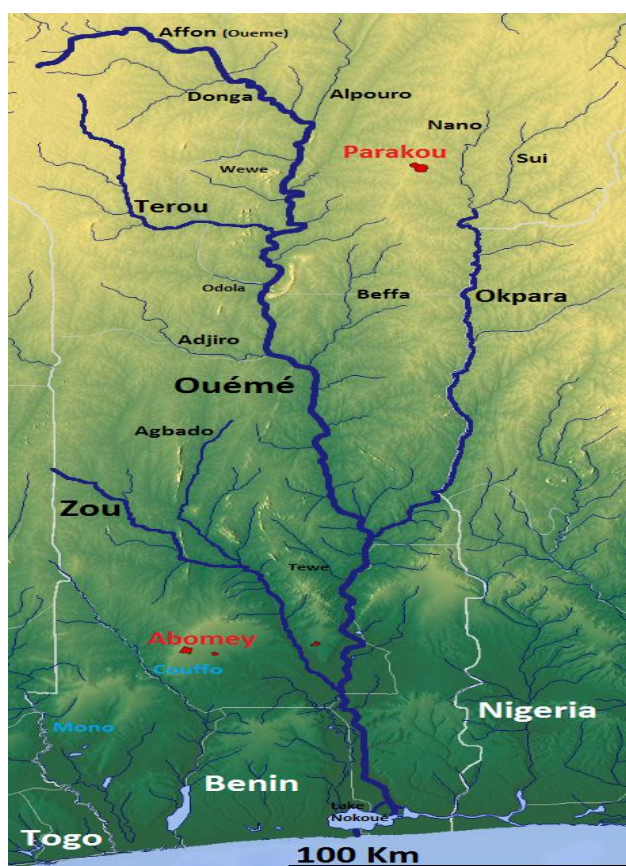 Affon (Oueme)
Donga
Alpouro
Nano
Parakou
Sui
Wewe
Terou
Odola
Beffa
Okpara
Adjiro
Ouémé
Agbado
Zou
Tewe
Abomey
Couffo
Nigeria
Mono
Benin
Lake
Nokoue
Togo
100 Km